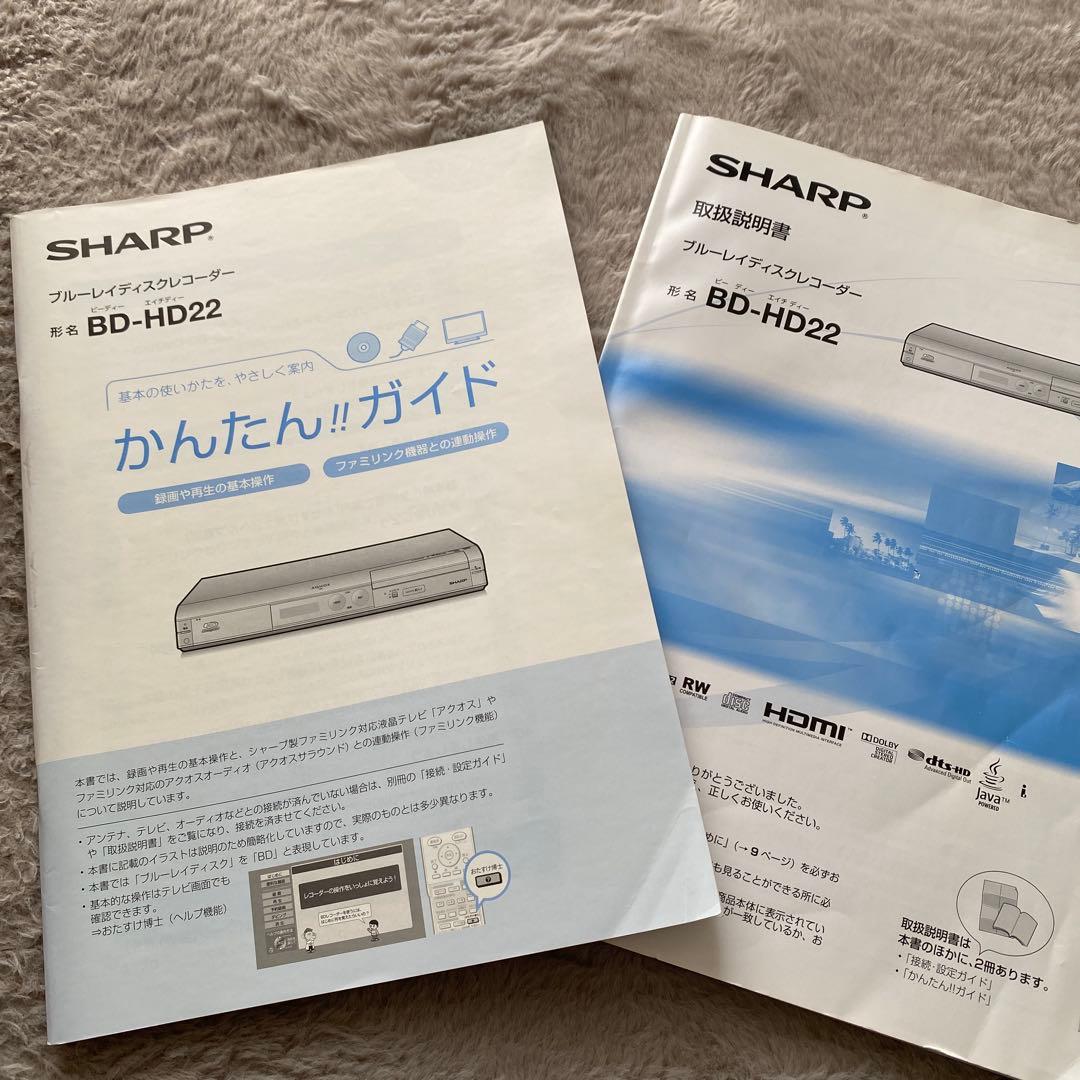 SHARP®
ブルーレイディスクレコーダー
ビーディー エイチディー
形名 BD-HD22
基本の使いかたを、やさしく案内
かんたん!!ガイド
録画や再生の基本操作
ファミリンク機器との連動操作
AQUOS
SHARP
本書では、録画や再生の基本操作と、シャープ製ファミリンク対応液晶テレビ「アクオス」や
ファミリンク対応のアクオスオーディオ(アクオスサラウンド)との連動操作(ファミリンク機能)
について説明しています。
・アンテナ、テレビ、オーディオなどとの接続が済んでいない場合は、別冊の「接続・設定ガイド」
や「取扱説明書」をご覧になり、接続を済ませてください。
・本書に記載のイラストは説明のため簡略化していますので、実際のものとは多少異なります。
・本書では「ブルーレイディスク」を「BD」と表現しています。
・基本的な操作はテレビ画面でも
確認できます。
⇒おたすけ博士(ヘルプ機能)
はじめに
はじめに
レコーダーの操作をいっしょに覚えよう!
おたすけ博士
?
SHARP®
取扱説明書
ブルーレイディスクレコーダー
ビー ディー エイチ ディー
形名 BD-HD22
RW
COMPATIBLE
COMPACT
disc
DIGITAL AUDIO
HDMI™
HIGH-DEFINITION MULTIMEDIA INTERFACE
DOLBY
DIGITAL
STEREO
CREATOR
dts-HD
Advanced Digital Out
Java™
POWERED
i.
りがとうございました。
、正しくお使いください。
めに」(→9ページ)を必ずお
も見ることができる所に必
商品本体に表示されてい
が一致しているか、お
取扱説明書は
本書のほかに、2冊あります。
・「接続・設定ガイド」
・「かんたん!!ガイド」